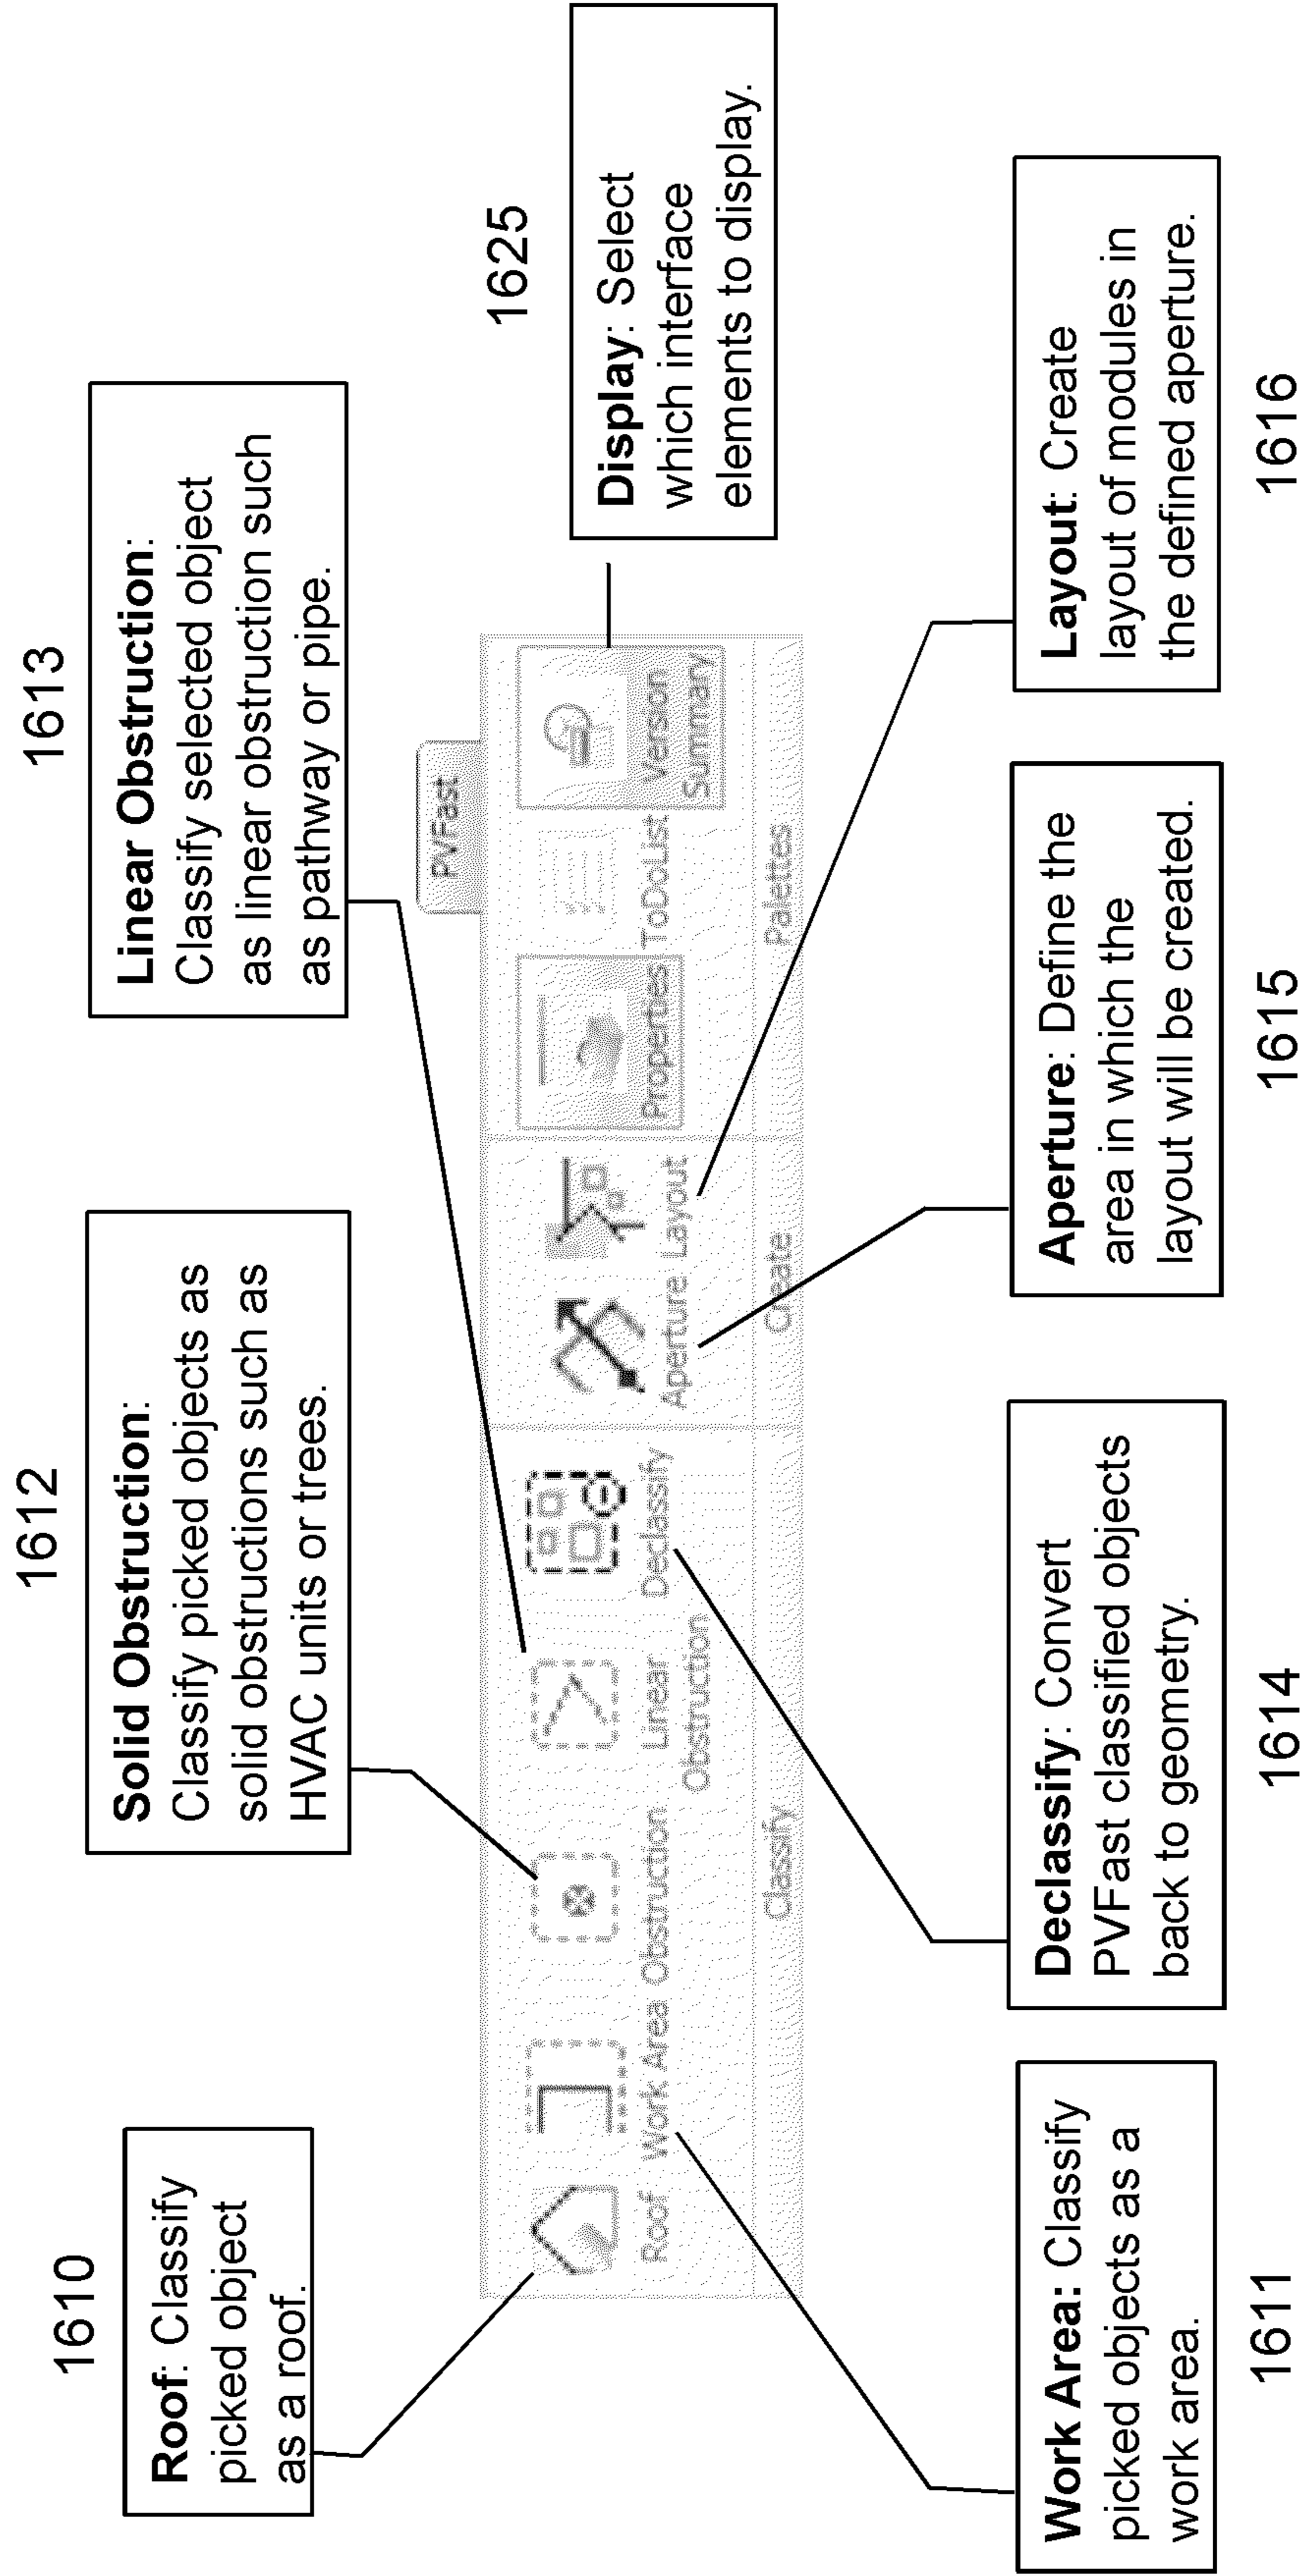 1610
Roof: Classify
picked object
as a roof.
1612
Solid Obstruction:
Classify picked objects as
solid obstructions such as
HVAC units or trees.
1613
Linear Obstruction:
Classify selected object
as linear obstruction such
as pathway or pipe.
1625
Display: Select
which interface
elements to display.
PVFast
Roof
Work Area
Obstruction
Linear
Obstruction
Declassify
Aperture
Layout
Properties
ToDoList
Version
Summary
Classify
Create
Palettes
Work Area: Classify
picked objects as a
work area.
1611
Declassify: Convert
PVFast classified objects
back to geometry.
1614
Aperture: Define the
area in which the
layout will be created.
1615
Layout: Create
layout of modules in
the defined aperture.
1616